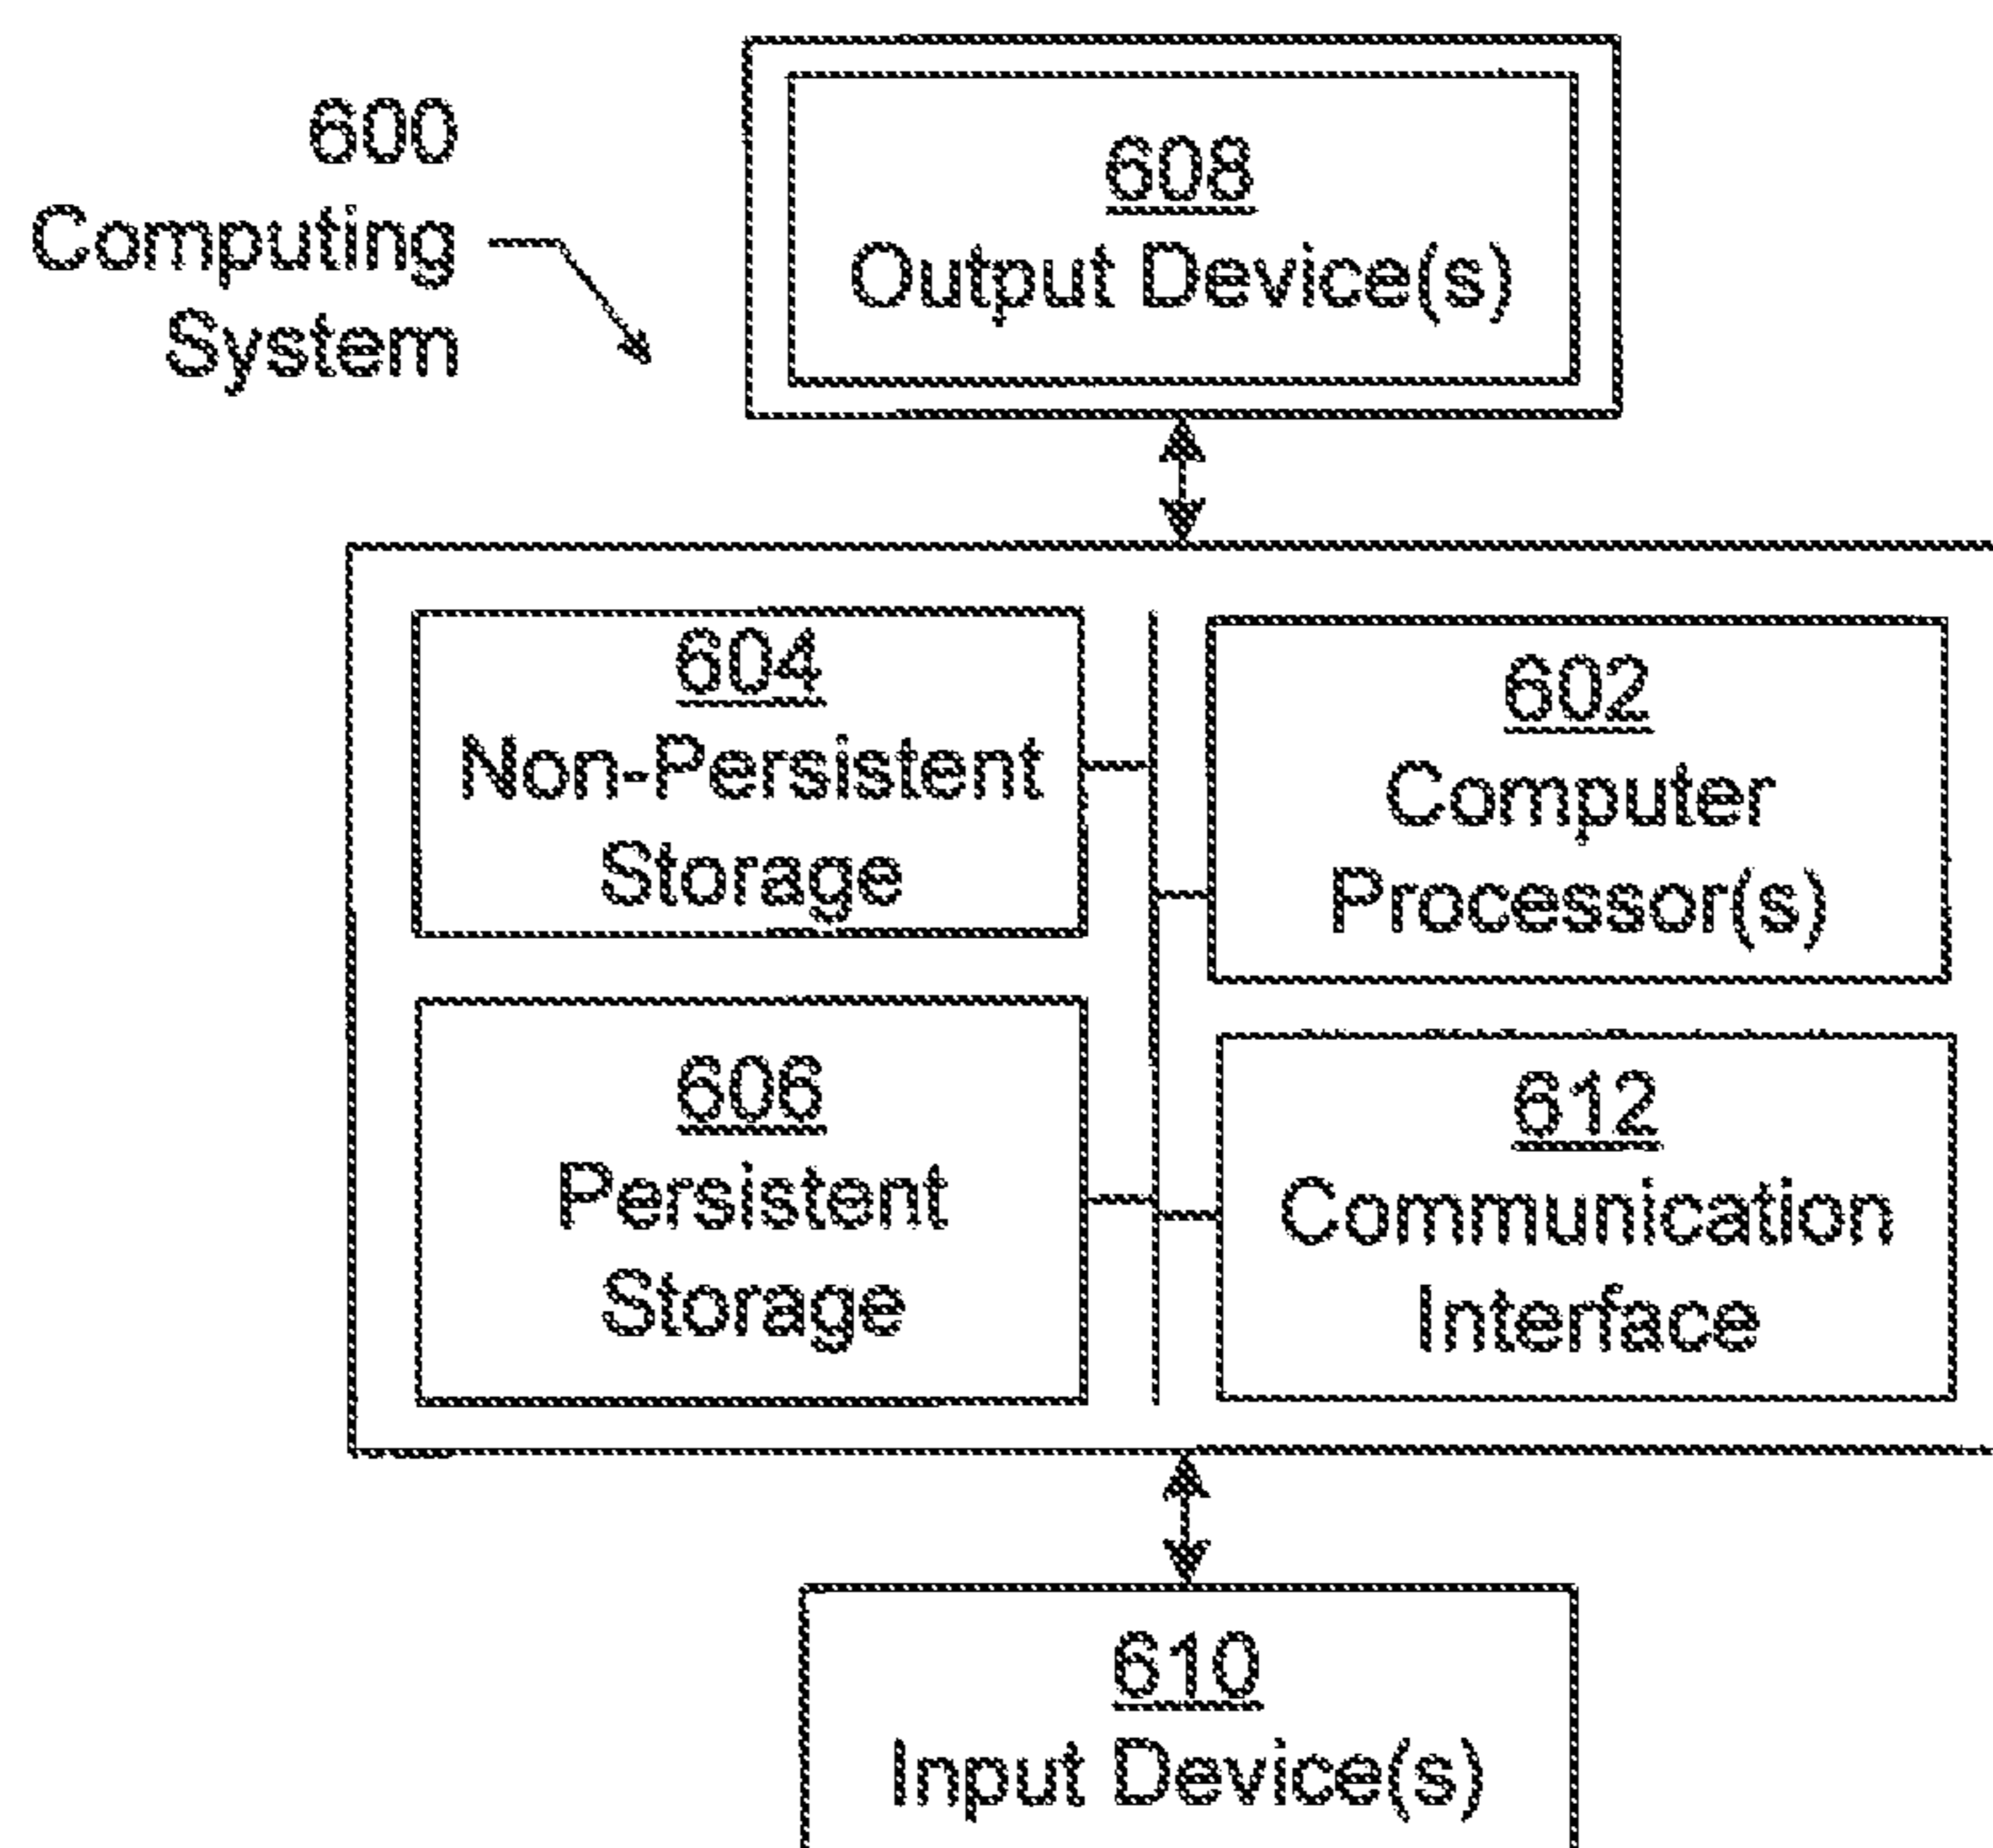 600
Computing
System
608
Output Device(s)
604
Non-Persistent
Storage
602
Computer
Processor(s)
606
Persistent
Storage
612
Communication
Interface
610
Input Device(s)